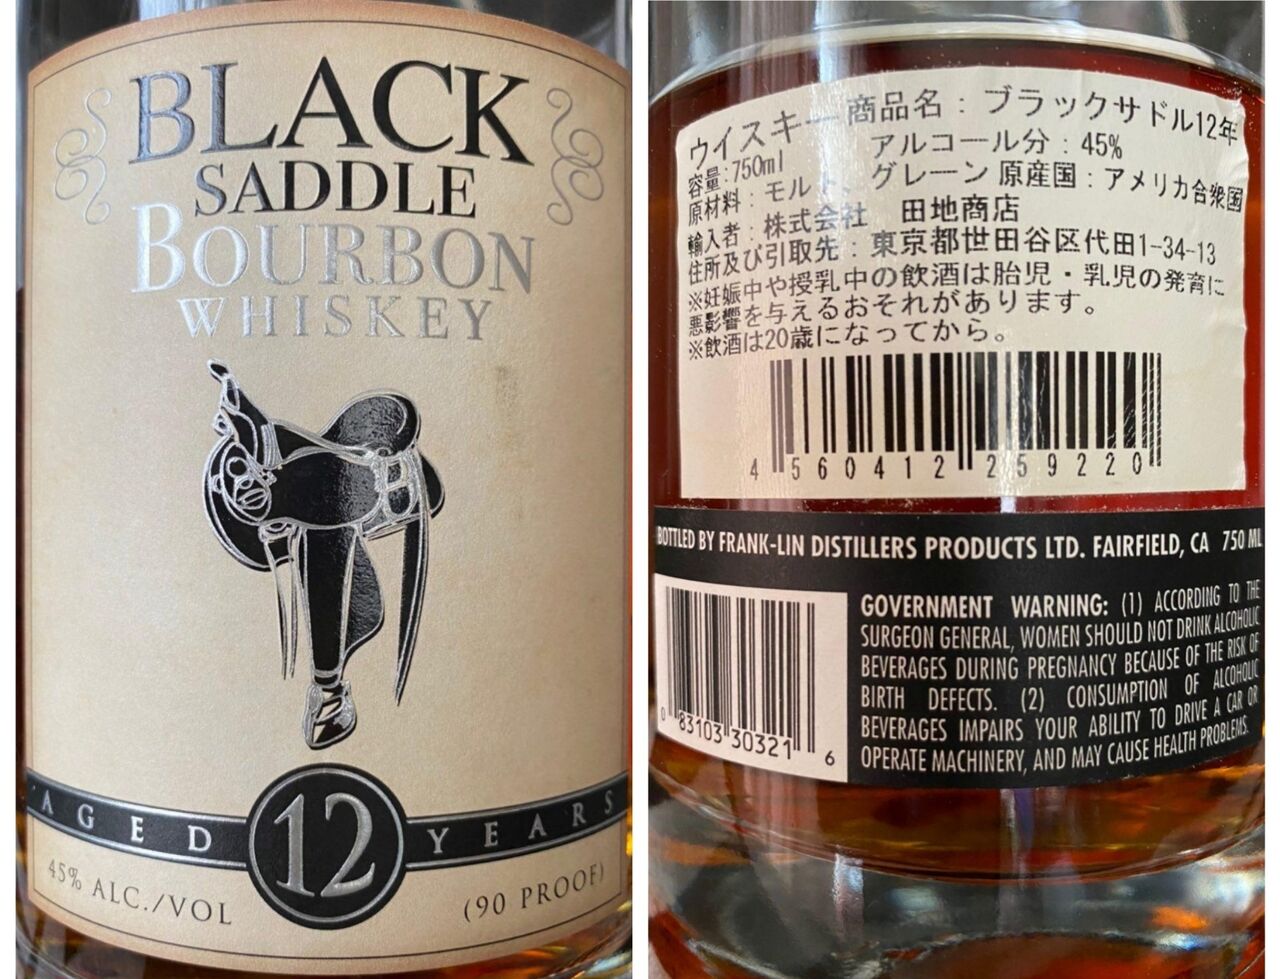 BLACK
SADDLE
BOURBON
WHISKEY
AGED 12 YEARS
45% ALC./VOL (90 PROOF)
ウイスキー 商品名：ブラックサドル12年
容量:750ml アルコール分：45%
原材料：モルト、グレーン 原産国：アメリカ合衆国
輸入者：株式会社 田地商店
住所及び引取先：東京都世田谷区代田1-34-13
※妊娠中や授乳中の飲酒は胎児・乳児の発育に
悪影響を与えるおそれがあります。
※飲酒は20歳になってから。
4 560412 259220
BOTTLED BY FRANK-LIN DISTILLERS PRODUCTS LTD. FAIRFIELD, CA 750 ML
0 83103 30321 6
GOVERNMENT WARNING: (1) ACCORDING TO THE
SURGEON GENERAL, WOMEN SHOULD NOT DRINK ALCOHOLIC
BEVERAGES DURING PREGNANCY BECAUSE OF THE RISK OF
BIRTH DEFECTS. (2) CONSUMPTION OF ALCOHOLIC
BEVERAGES IMPAIRS YOUR ABILITY TO DRIVE A CAR OR
OPERATE MACHINERY, AND MAY CAUSE HEALTH PROBLEMS.